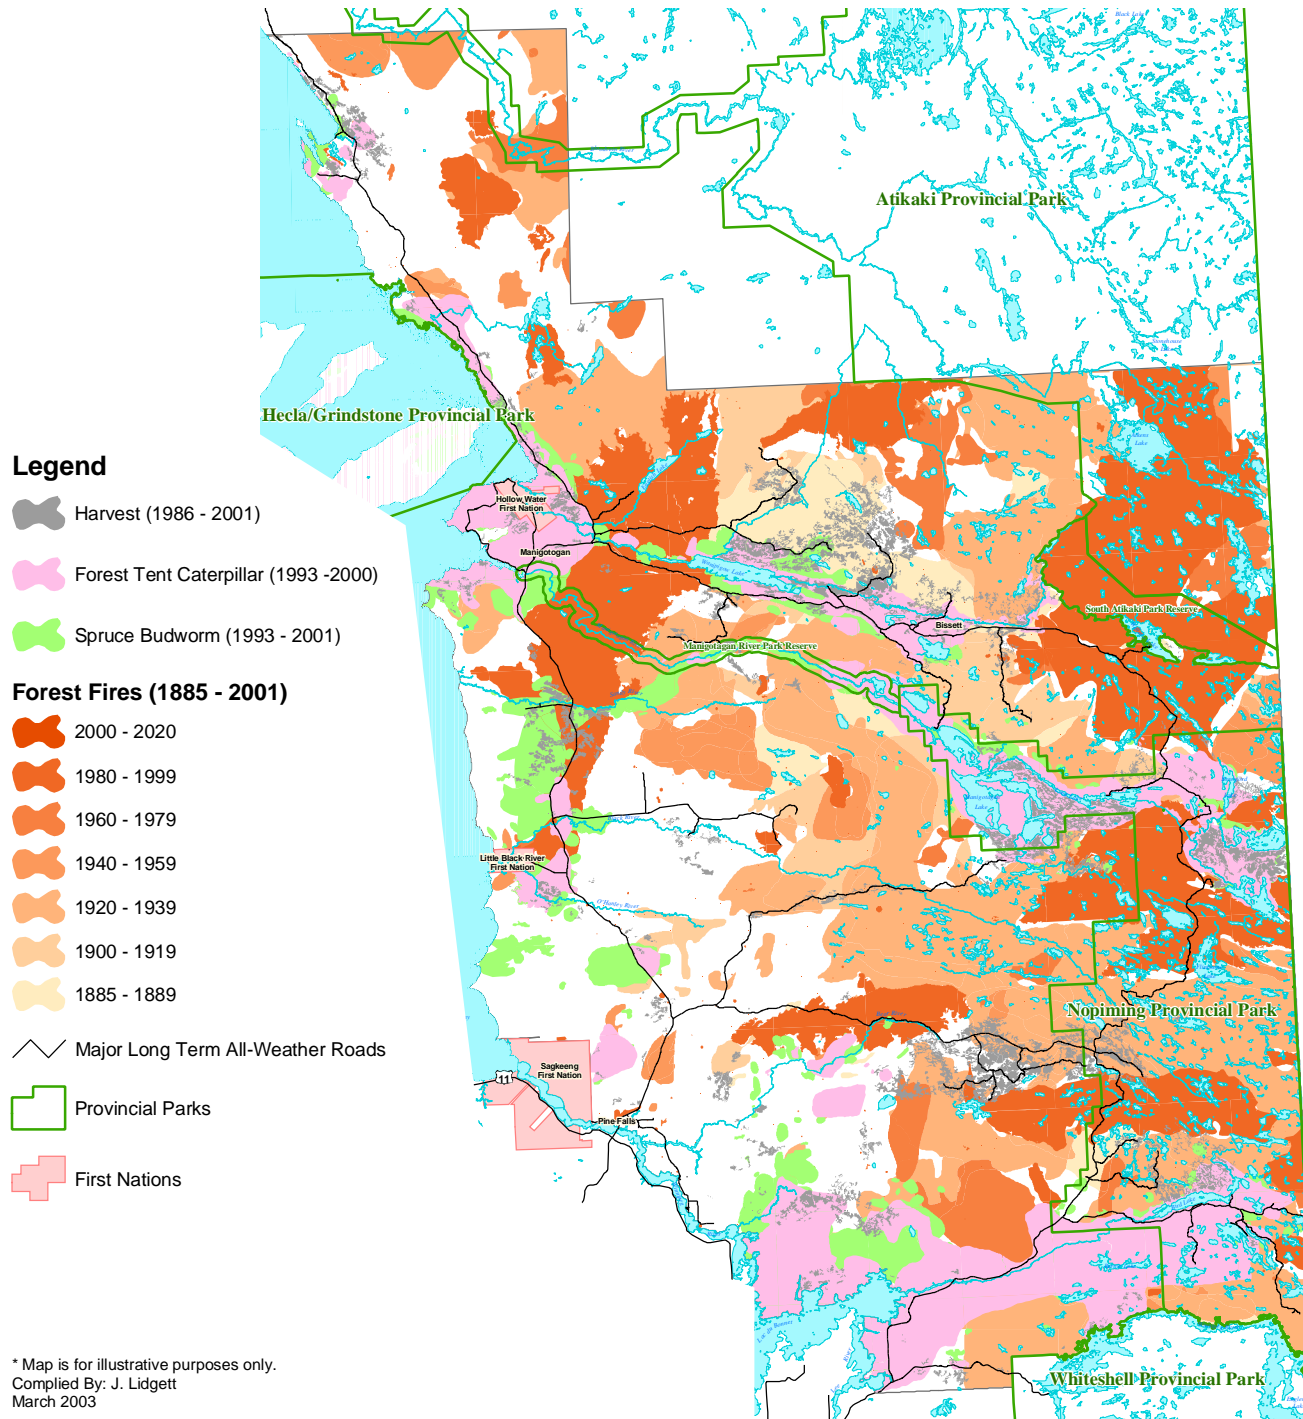 Black Lake
Atikaki Provincial Park
Hecla/Grindstone Provincial Park
Legend
Harvest (1986 - 2001)
Forest Tent Caterpillar (1993 -2000)
Spruce Budworm (1993 - 2001)
Forest Fires (1885 - 2001)
2000 - 2020
1980 - 1999
1960 - 1979
1940 - 1959
1920 - 1939
1900 - 1919
1885 - 1889
Major Long Term All-Weather Roads
Provincial Parks
First Nations
Hollow Water
First Nation
Manigotogan
Bissett
South Atikaki Park Reserve
Manigotagan River Park Reserve
Little Black River
First Nation
O'Hanley River
Nopiming Provincial Park
Sagkeeng
First Nation
11
Pine Falls
Whiteshell Provincial Park
* Map is for illustrative purposes only.
Complied By: J. Lidgett
March 2003